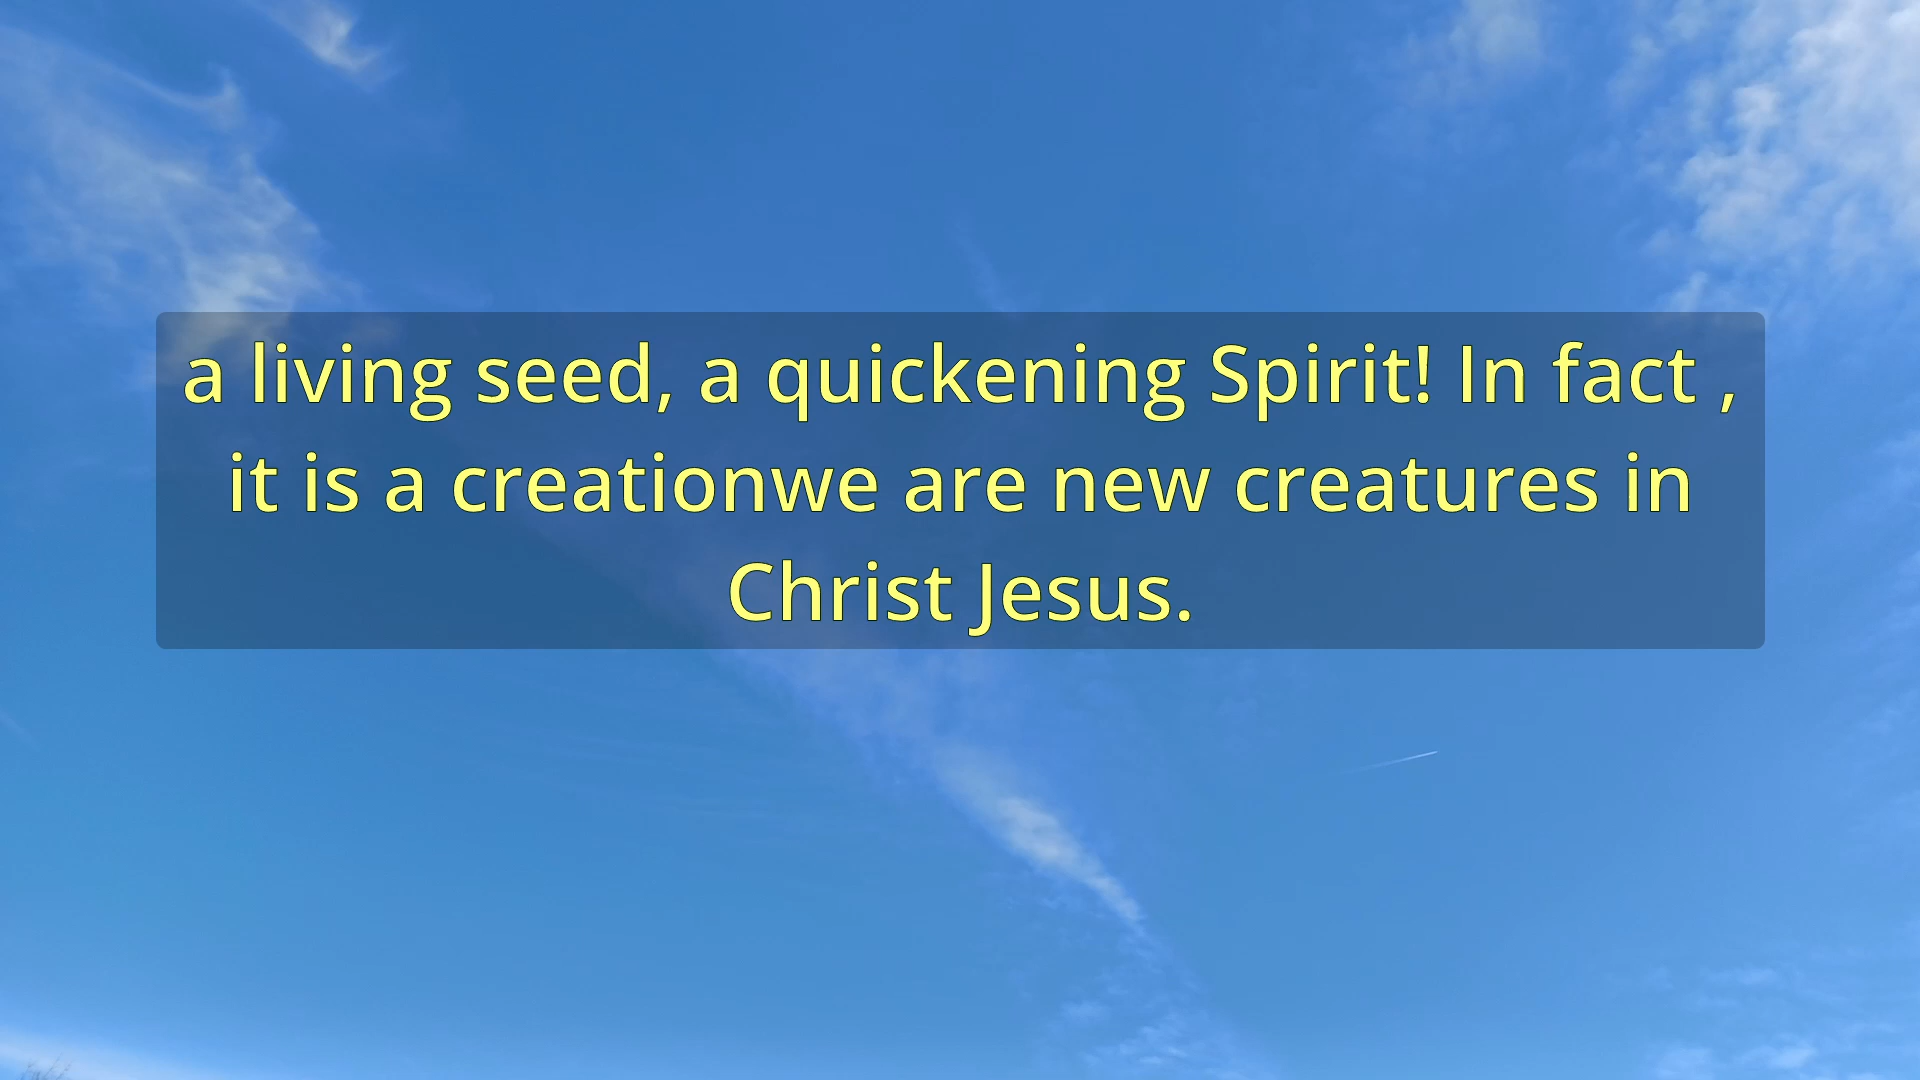 a living seed, a quickening Spirit! In fact ,
it is a creationwe are new creatures in
Christ Jesus.